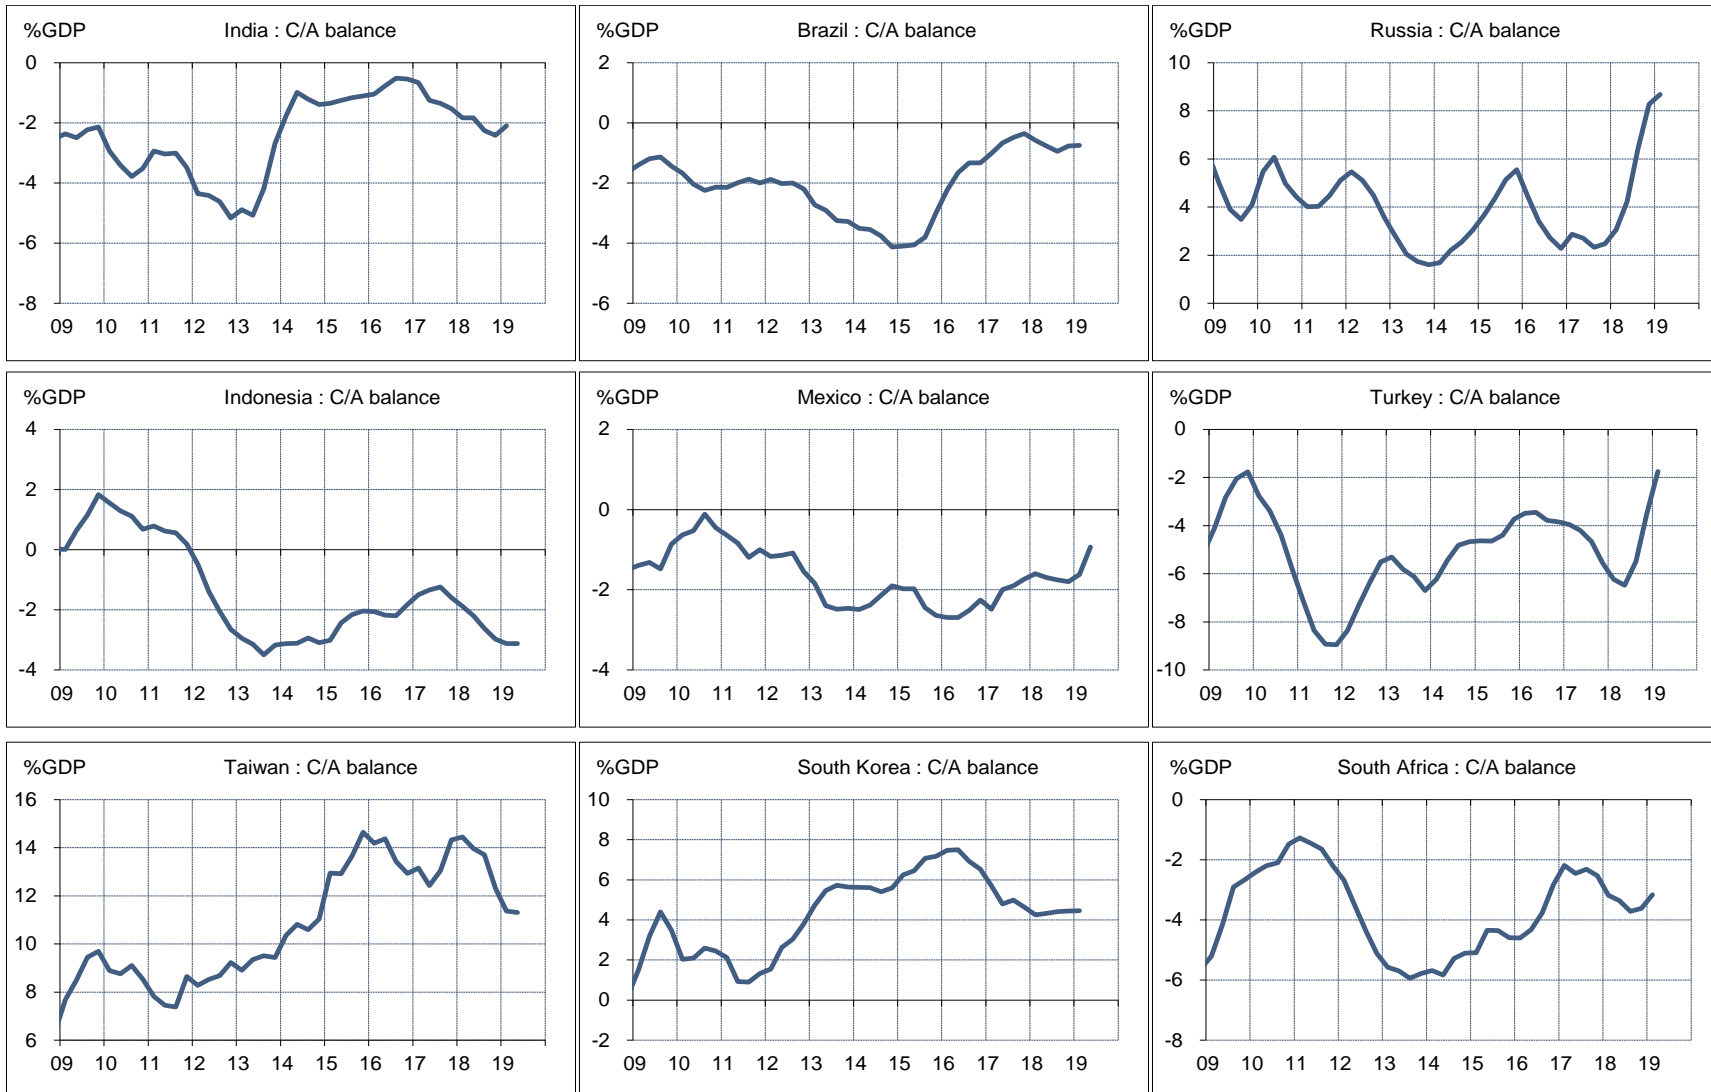 %GDP India : C/A balance
0
-2
-4
-6
-8
09 10 11 12 13 14 15 16 17 18 19
%GDP Brazil : C/A balance
2
0
-2
-4
-6
09 10 11 12 13 14 15 16 17 18 19
%GDP Russia : C/A balance
10
8
6
4
2
0
09 10 11 12 13 14 15 16 17 18 19
%GDP Indonesia : C/A balance
4
2
0
-2
-4
09 10 11 12 13 14 15 16 17 18 19
%GDP Mexico : C/A balance
2
0
-2
-4
09 10 11 12 13 14 15 16 17 18 19
%GDP Turkey : C/A balance
0
-2
-4
-6
-8
-10
09 10 11 12 13 14 15 16 17 18 19
%GDP Taiwan : C/A balance
16
14
12
10
8
6
09 10 11 12 13 14 15 16 17 18 19
%GDP South Korea : C/A balance
10
8
6
4
2
0
-2
09 10 11 12 13 14 15 16 17 18 19
%GDP South Africa : C/A balance
0
-2
-4
-6
-8
09 10 11 12 13 14 15 16 17 18 19